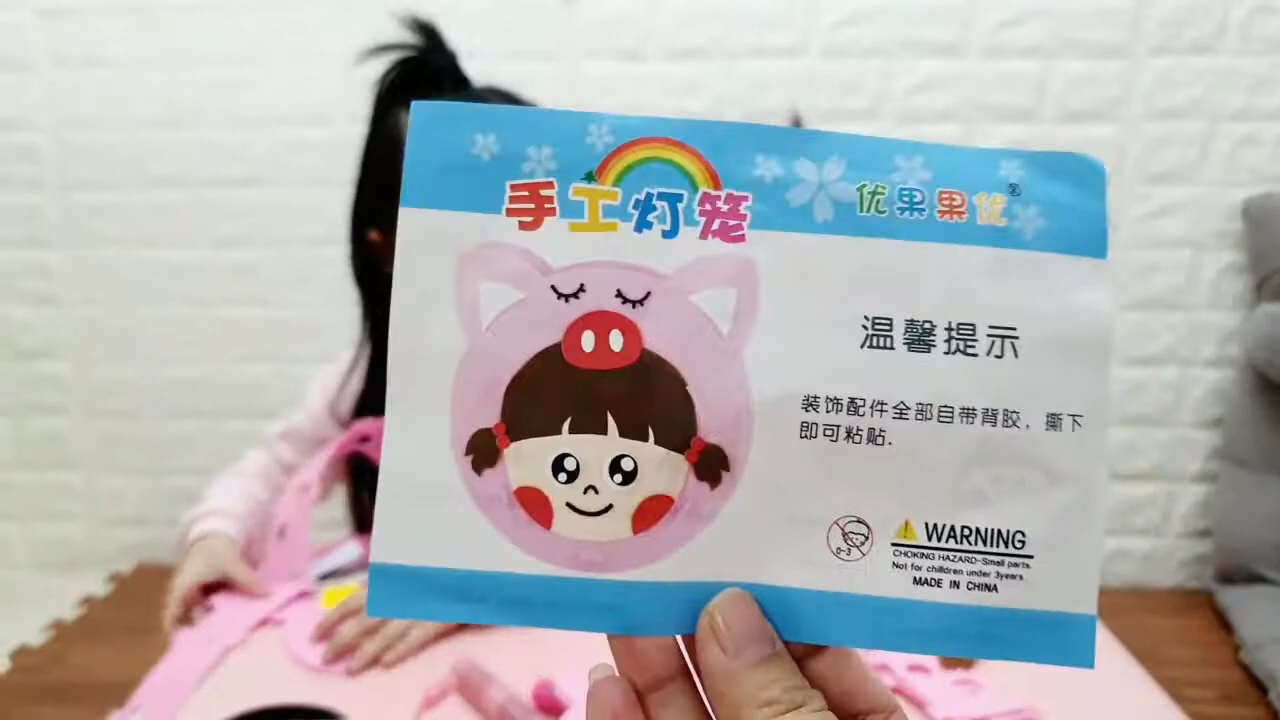 手工灯笼
优果果优
温馨提示
装饰配件全部自带背胶，撕下
即可粘贴.
0-3
WARNING
CHOKING HAZARD-Small parts
Not for chilldren under 3years
MADE IN CHINA